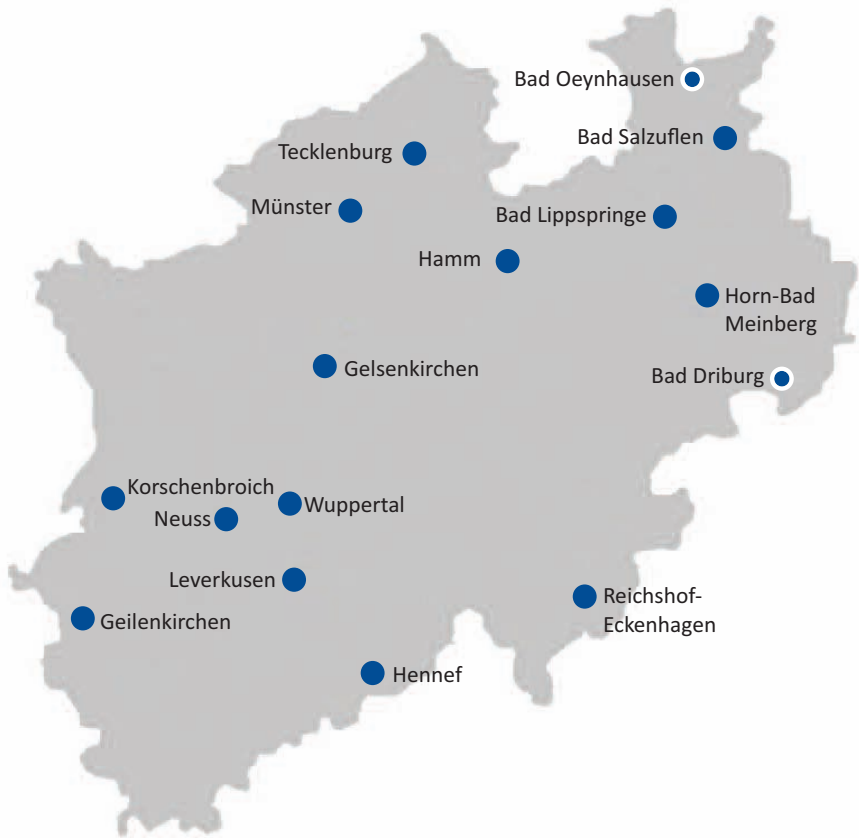 Bad Oeynhausen
Bad Salzuflen
Tecklenburg
Münster
Bad Lippspringe
Hamm
Horn-Bad
Meinberg
Gelsenkirchen
Bad Driburg
Korschenbroich
Wuppertal
Neuss
Leverkusen
Reichshof-
Eckenhagen
Geilenkirchen
Hennef